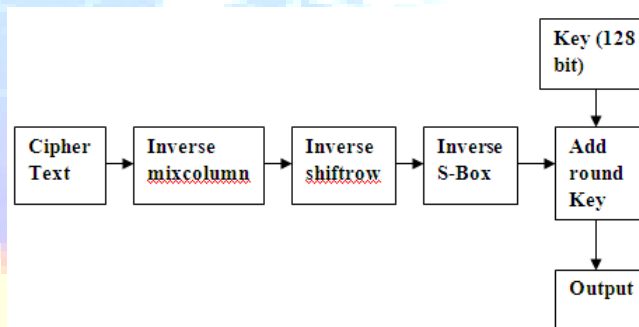 Key (128
bit)
Cipher
Text
Inverse
mixcolumn
Inverse
shiftrow
Inverse
S-Box
Add
round
Key
Output